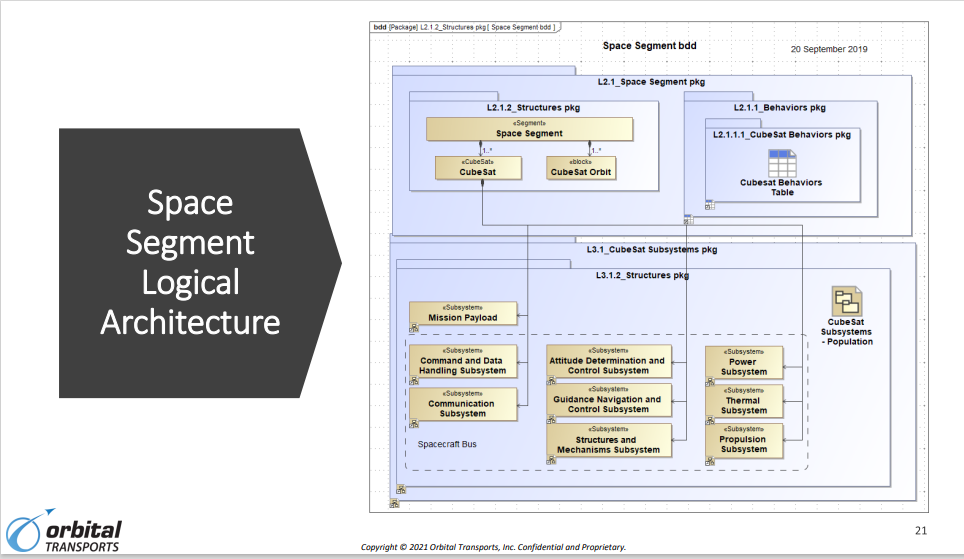 Space
Segment
Logical
Architecture
bdd [Package] L2.1.2_Structures pkg [ Space Segment bdd ]
Space Segment bdd
20 September 2019
L2.1_Space Segment pkg
L2.1.2_Structures pkg
«Segment»
Space Segment
1..*
1..*
«CubeSat»
CubeSat
«block»
CubeSat Orbit
L2.1.1_Behaviors pkg
L2.1.1.1_CubeSat Behaviors pkg
Cubesat Behaviors
Table
L3.1_CubeSat Subsystems pkg
L3.1.2_Structures pkg
CubeSat
Subsystems
- Population
«Subsystem»
Mission Payload
«Subsystem»
Command and Data
Handling Subsystem
«Subsystem»
Communication
Subsystem
Spacecraft Bus
«Subsystem»
Attitude Determination and
Control Subsystem
«Subsystem»
Guidance Navigation and
Control Subsystem
«Subsystem»
Structures and
Mechanisms Subsystem
«Subsystem»
Power
Subsystem
«Subsystem»
Thermal
Subsystem
«Subsystem»
Propulsion
Subsystem
orbital
TRANSPORTS
Copyright © 2021 Orbital Transports, Inc. Confidential and Proprietary.
21